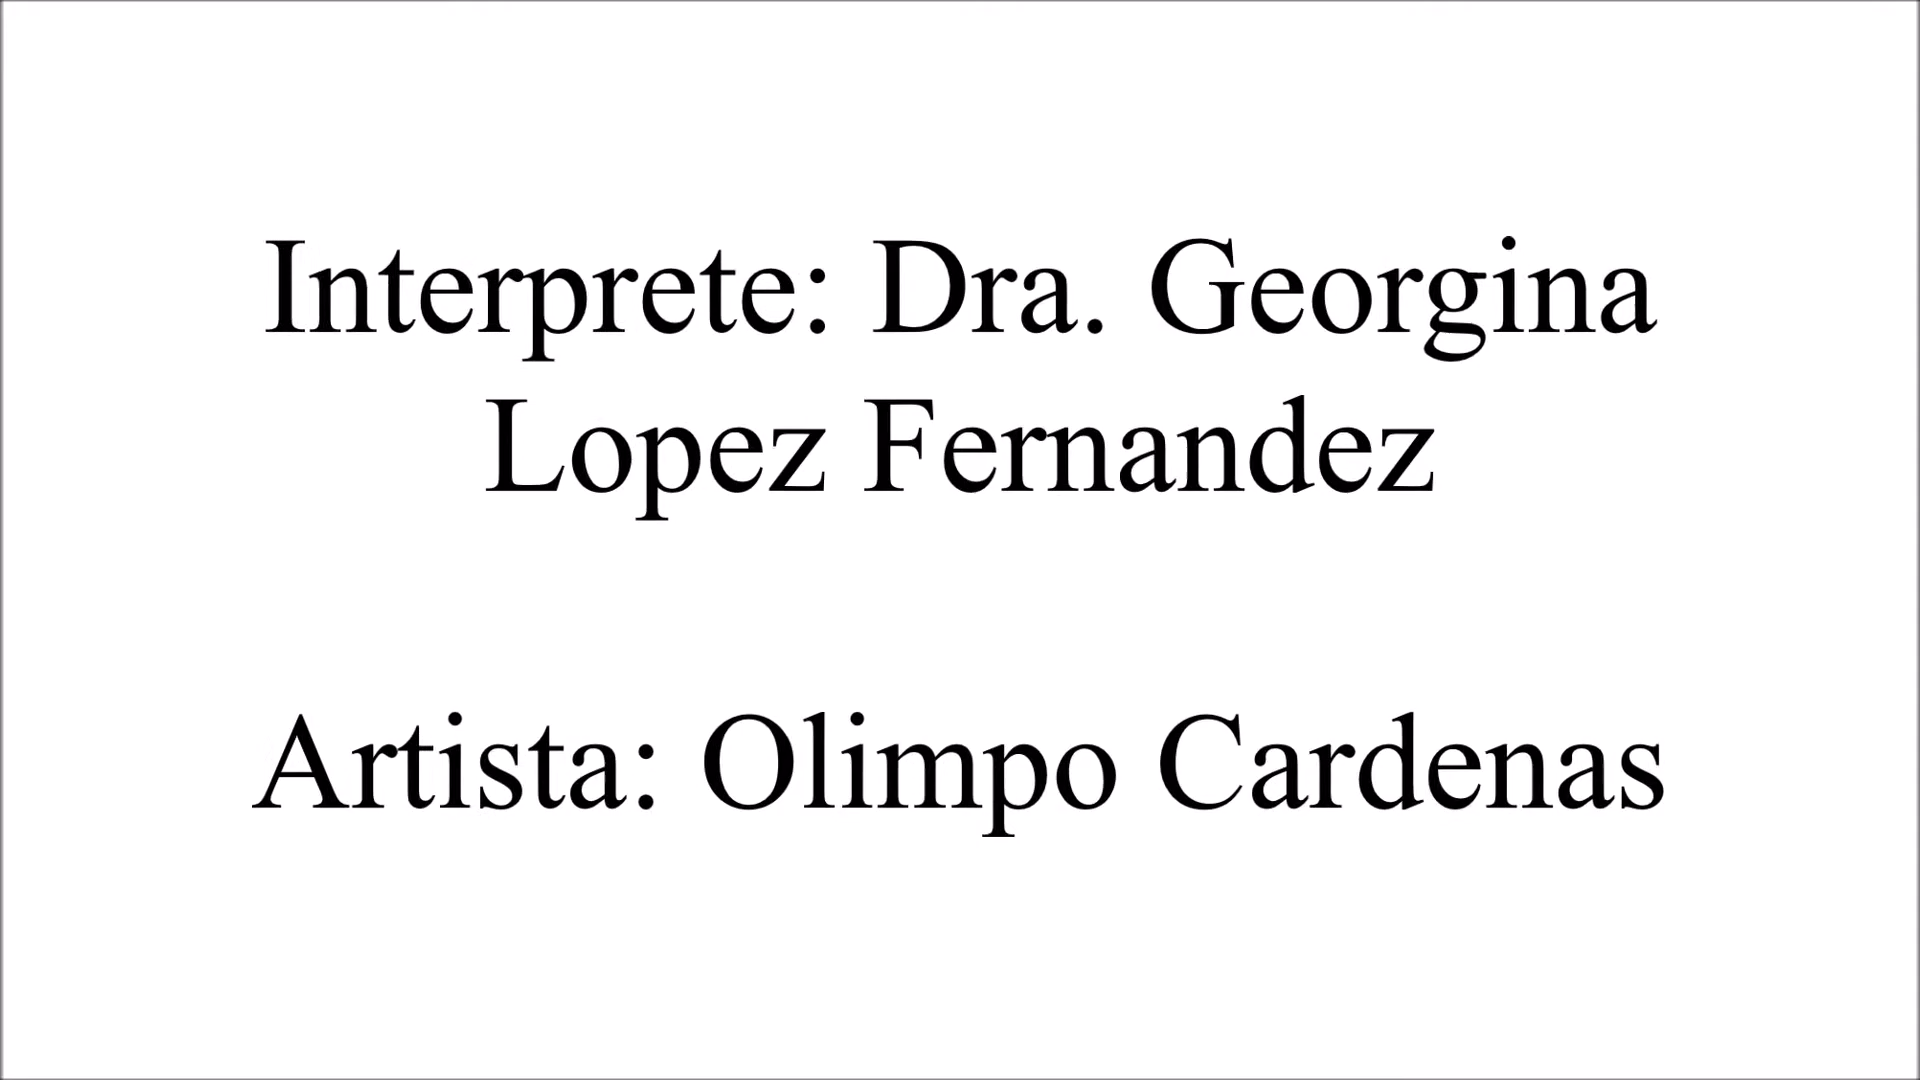 Interprete: Dra. Georgina
Lopez Fernandez
Artista: Olimpo Cardenas